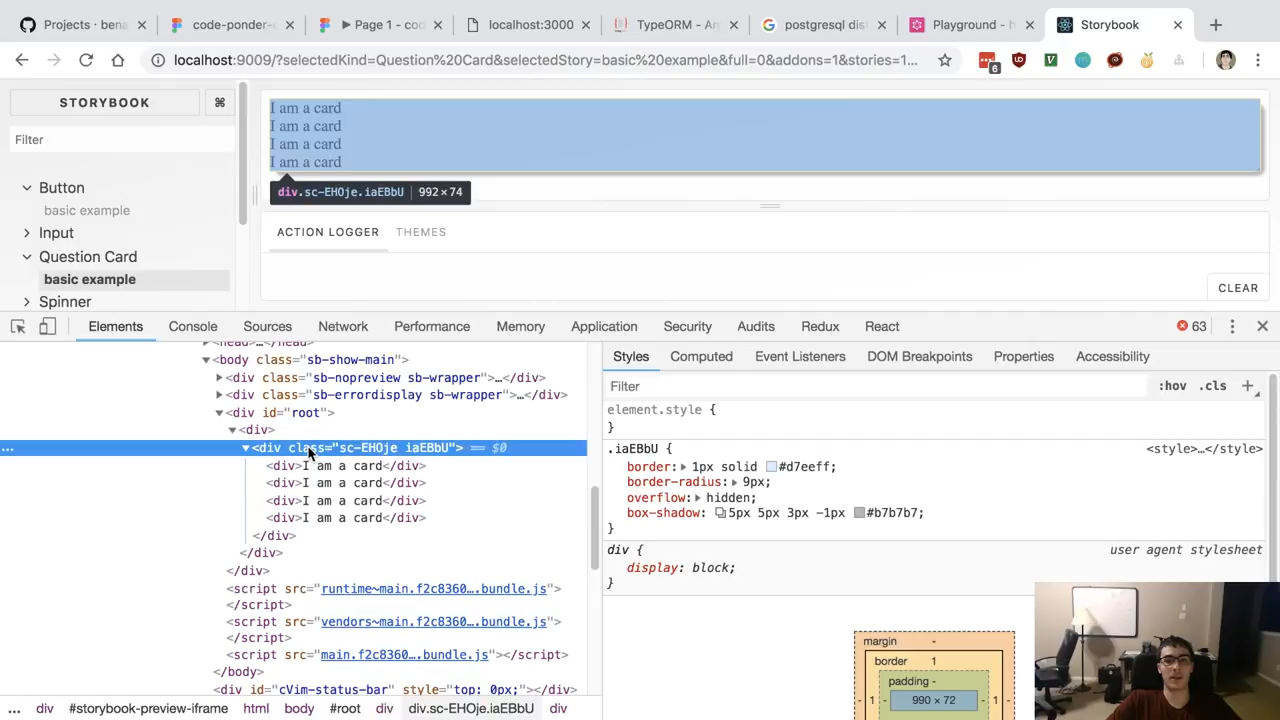 Projects · bena
code-ponder-d
▶ Page 1 - cod
localhost:3000
TypeORM - Am
postgresql dis
Playground - h
Storybook
localhost:9009/?selectedKind=Question%20Card&selectedStory=basic%20example&full=0&addons=1&stories=1...
6
STORYBOOK
⌘
Filter
Button
basic example
Input
Question Card
basic example
Spinner
I am a card
I am a card
I am a card
I am a card
div.sc-EHOje.iaEBbU | 992 × 74
ACTION LOGGER THEMES
CLEAR
Elements Console Sources Network Performance Memory Application Security Audits Redux React 63
<head>…</head>
<body class="sb-show-main">
<div class="sb-nopreview sb-wrapper">…</div>
<div class="sb-errordisplay sb-wrapper">…</div>
<div id="root">
<div>
<div class="sc-EHOje iaEBbU"> == $0
<div>I am a card</div>
<div>I am a card</div>
<div>I am a card</div>
<div>I am a card</div>
</div>
</div>
</div>
<script src="runtime~main.f2c8360….bundle.js">
</script>
<script src="vendors~main.f2c8360….bundle.js">
</script>
<script src="main.f2c8360….bundle.js"></script>
</body>
<div id="cVim-status-bar" style="top: 0px;"></div>
... div #storybook-preview-iframe html body #root div div.sc-EHOje.iaEBbU div
Styles Computed Event Listeners DOM Breakpoints Properties Accessibility
Filter :hov .cls +
element.style {
}
.iaEBbU { <style>…</style>
border: 1px solid #d7eeff;
border-radius: 9px;
overflow: hidden;
box-shadow: 5px 5px 3px -1px #b7b7b7;
}
div { user agent stylesheet
display: block;
}
margin -
border 1
padding -
- 1 - 990 × 72 - 1 -